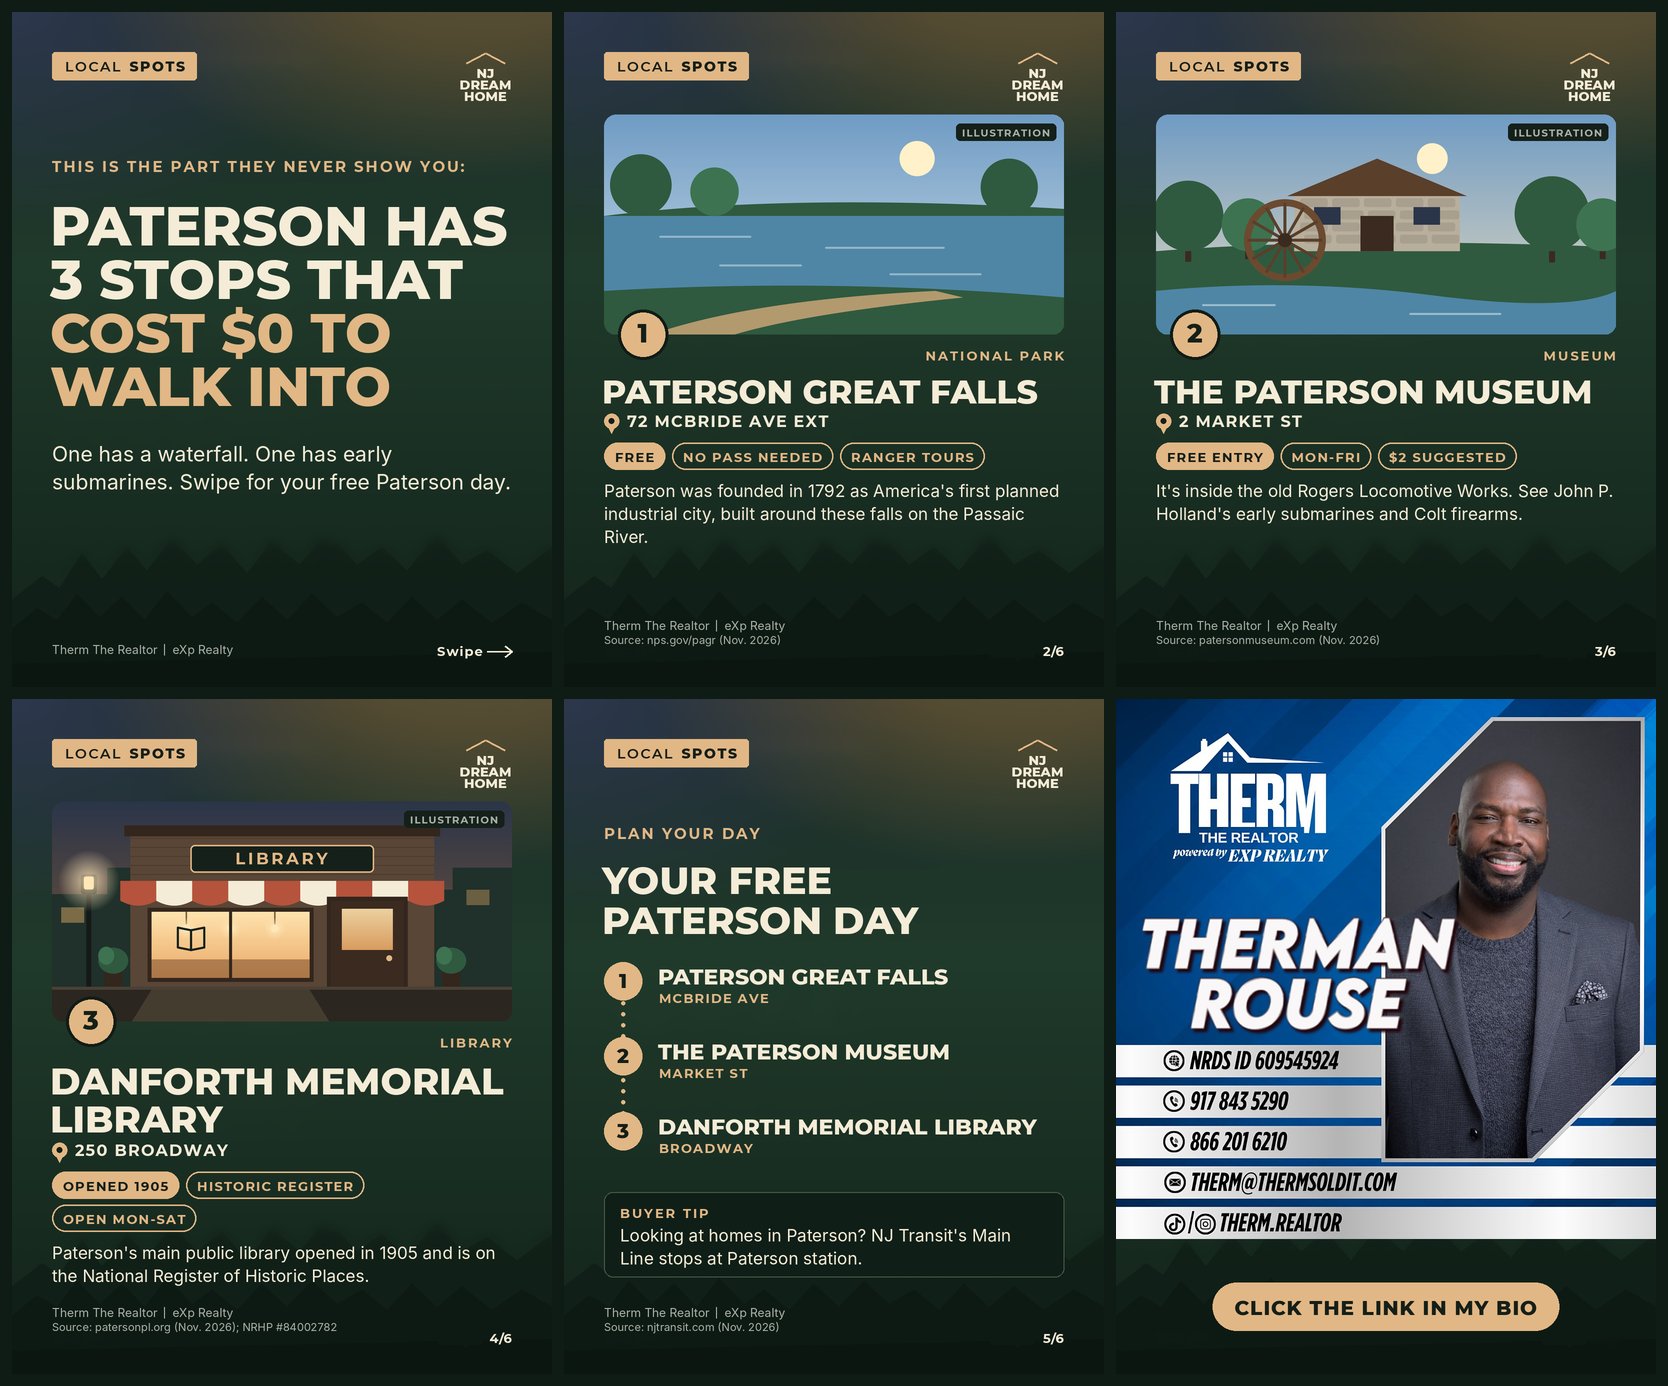 LOCAL SPOTS
NJ
DREAM
HOME
THIS IS THE PART THEY NEVER SHOW YOU:
PATERSON HAS
3 STOPS THAT
COST $0 TO
WALK INTO
One has a waterfall. One has early
submarines. Swipe for your free Paterson day.
Therm The Realtor | eXp Realty
Swipe
LOCAL SPOTS
NJ
DREAM
HOME
ILLUSTRATION
1
NATIONAL PARK
PATERSON GREAT FALLS
72 MCBRIDE AVE EXT
FREE
NO PASS NEEDED
RANGER TOURS
Paterson was founded in 1792 as America's first planned
industrial city, built around these falls on the Passaic
River.
Therm The Realtor | eXp Realty
Source: nps.gov/pagr (Nov. 2026)
2/6
LOCAL SPOTS
NJ
DREAM
HOME
ILLUSTRATION
2
MUSEUM
THE PATERSON MUSEUM
2 MARKET ST
FREE ENTRY
MON-FRI
$2 SUGGESTED
It's inside the old Rogers Locomotive Works. See John P.
Holland's early submarines and Colt firearms.
Therm The Realtor | eXp Realty
Source: patersonmuseum.com (Nov. 2026)
3/6
LOCAL SPOTS
NJ
DREAM
HOME
ILLUSTRATION
LIBRARY
3
LIBRARY
DANFORTH MEMORIAL
LIBRARY
250 BROADWAY
OPENED 1905
HISTORIC REGISTER
OPEN MON-SAT
Paterson's main public library opened in 1905 and is on
the National Register of Historic Places.
Therm The Realtor | eXp Realty
Source: patersonpl.org (Nov. 2026); NRHP #84002782
4/6
LOCAL SPOTS
NJ
DREAM
HOME
PLAN YOUR DAY
YOUR FREE
PATERSON DAY
1
PATERSON GREAT FALLS
MCBRIDE AVE
2
THE PATERSON MUSEUM
MARKET ST
3
DANFORTH MEMORIAL LIBRARY
BROADWAY
BUYER TIP
Looking at homes in Paterson? NJ Transit's Main
Line stops at Paterson station.
Therm The Realtor | eXp Realty
Source: njtransit.com (Nov. 2026)
5/6
THERM
THE REALTOR
powered by EXP REALTY
THERMAN
ROUSE
NRDS ID 609545924
917 843 5290
866 201 6210
THERM@THERMSOLDIT.COM
/ THERM.REALTOR
CLICK THE LINK IN MY BIO